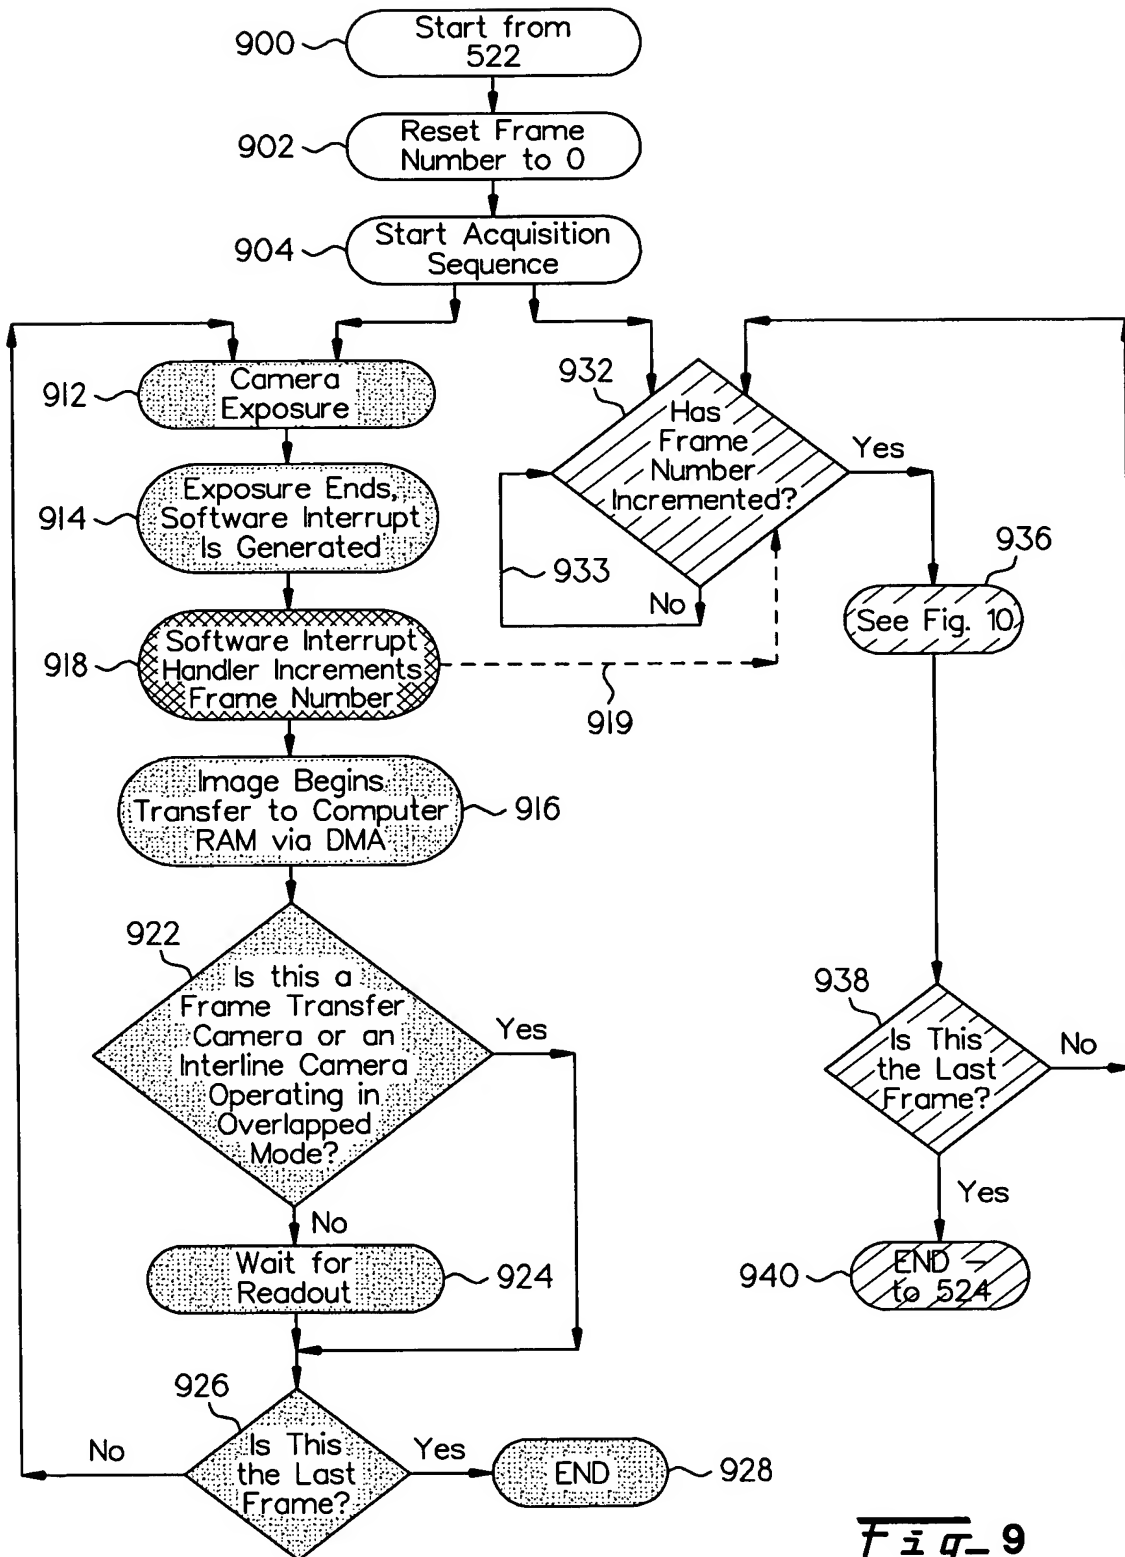 900
Start from
522
902
Reset Frame
Number to 0
904
Start Acquisition
Sequence
912
Camera
Exposure
914
Exposure Ends,
Software Interrupt
Is Generated
918
Software Interrupt
Handler Increments
Frame Number
919
Image Begins
Transfer to Computer
RAM via DMA
916
922
Is this a
Frame Transfer
Camera or an
Interline Camera
Operating in
Overlapped
Mode?
Yes
No
Wait for
Readout
924
926
Is This
the Last
Frame?
No
Yes
END
928
932
Has
Frame
Number
Incremented?
Yes
933
No
936
See Fig. 10
938
Is This
the Last
Frame?
No
Yes
940
END -
to 524
Fig_ 9